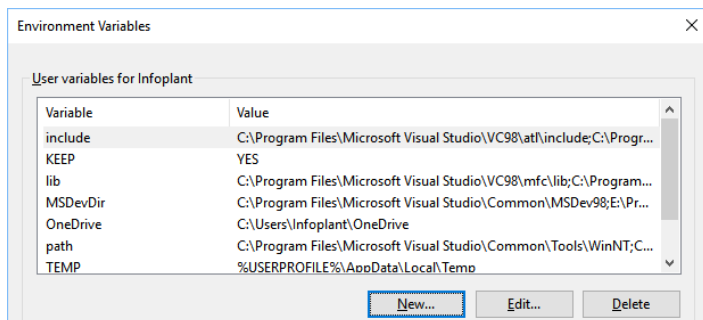 Environment Variables
User variables for Infoplant
Variable Value
include C:\Program Files\Microsoft Visual Studio\VC98\atl\include;C:\Progr...
KEEP YES
lib C:\Program Files\Microsoft Visual Studio\VC98\mfc\lib;C:\Program...
MSDevDir C:\Program Files\Microsoft Visual Studio\Common\MSDev98;E:\Pr...
OneDrive C:\Users\Infoplant\OneDrive
path C:\Program Files\Microsoft Visual Studio\Common\Tools\WinNT;C...
TEMP %USERPROFILE%\AppData\Local\Temp
New... Edit... Delete